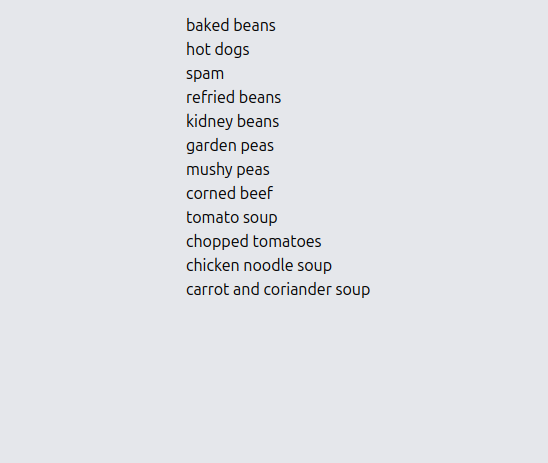 baked beans
hot dogs
spam
refried beans
kidney beans
garden peas
mushy peas
corned beef
tomato soup
chopped tomatoes
chicken noodle soup
carrot and coriander soup